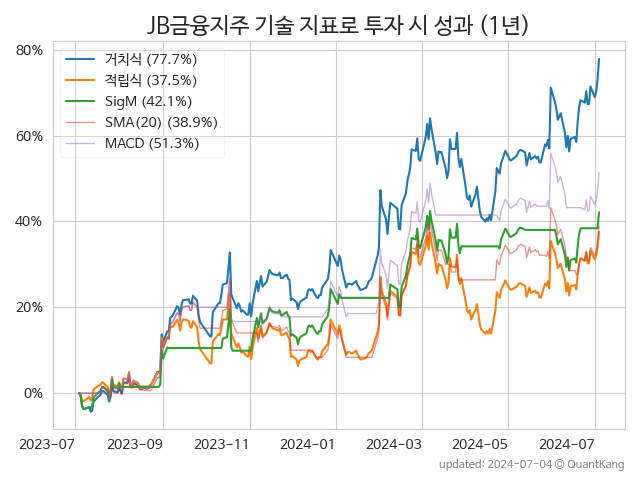 JB금융지주 기술 지표로 투자 시 성과 (1년)
80%
60%
40%
20%
0%
거치식 (77.7%)
적립식 (37.5%)
SigM (42.1%)
SMA(20) (38.9%)
MACD (51.3%)
2023-07
2023-09
2023-11
2024-01
2024-03
2024-05
2024-07
updated: 2024-07-04 © QuantKang